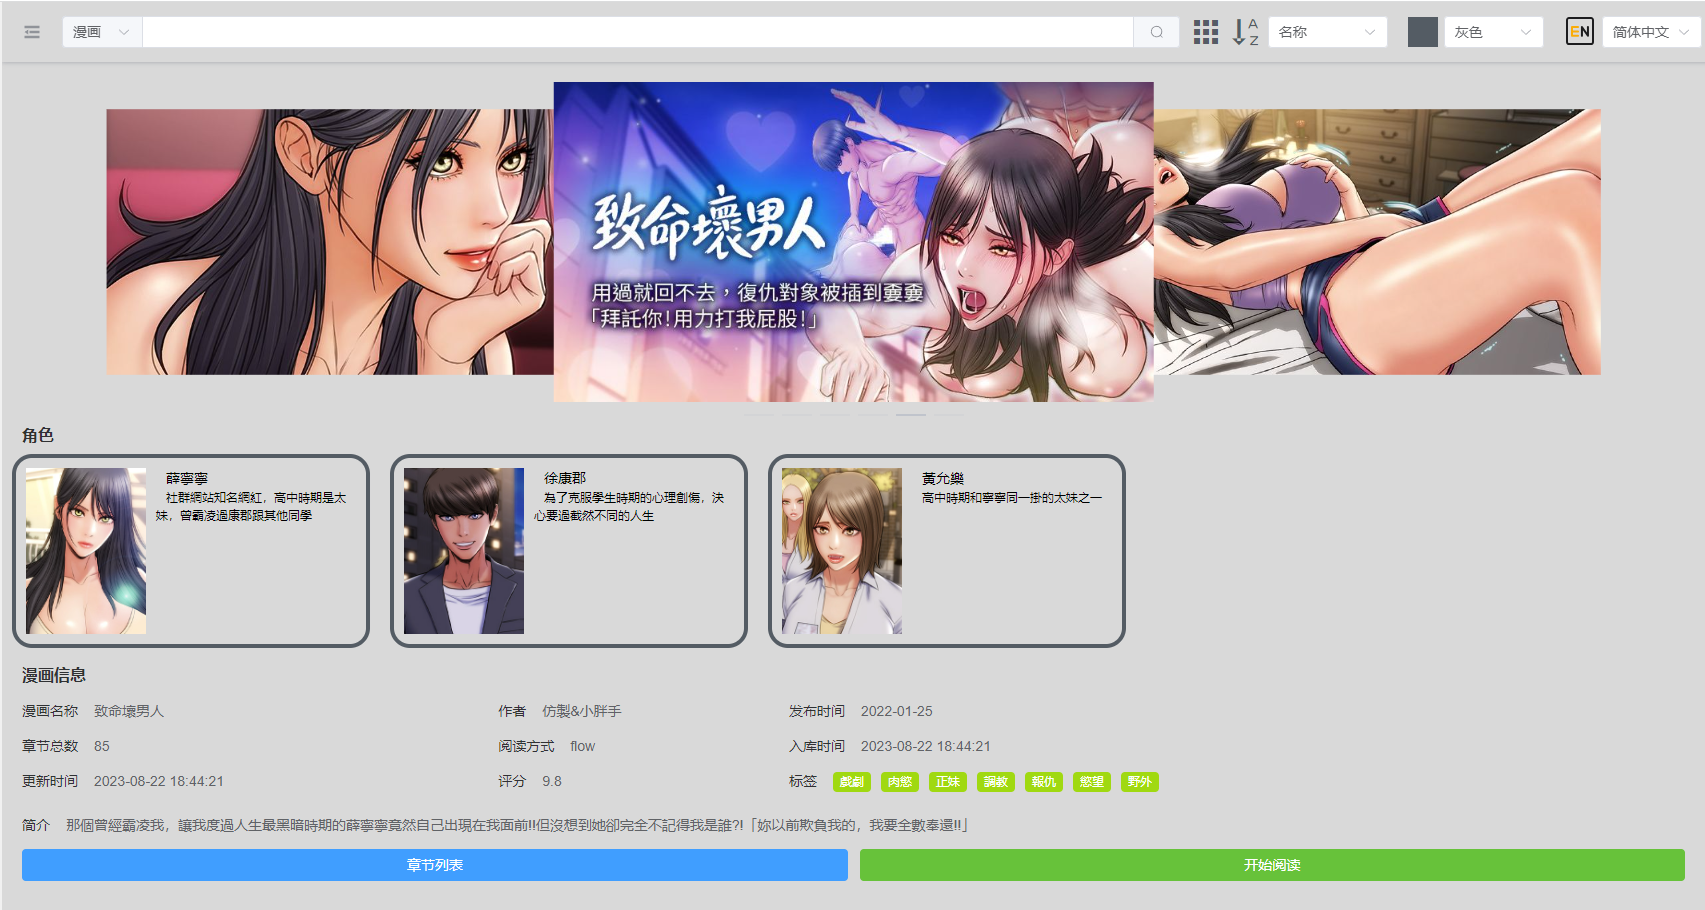 漫画
A
Z
名称
灰色
EN
简体中文
致命壞男人
用過就回不去，復仇對象被插到嗷嗷
「拜託你!用力打我屁股!」
角色
薛寧寧
社群網站知名網紅，高中時期是太
妹，曾霸凌過康郡跟其他同學
徐康郡
為了克服學生時期的心理創傷，決
心要過截然不同的人生
黃允樂
高中時期和寧寧同一掛的太妹之一
漫画信息
漫画名称 致命壞男人 作者 仿製&小胖手 发布时间 2022-01-25
章节总数 85 阅读方式 flow 入库时间 2023-08-22 18:44:21
更新时间 2023-08-22 18:44:21 评分 9.8 标签 戲劇 肉慾 正妹 調教 報仇 慾望 野外
简介 那個曾經霸凌我，讓我度過人生最黑暗時期的薛寧寧竟然自己出現在我面前!!但沒想到她卻完全不記得我是誰?!「妳以前欺負我的，我要全數奉還!!」
章节列表
开始阅读